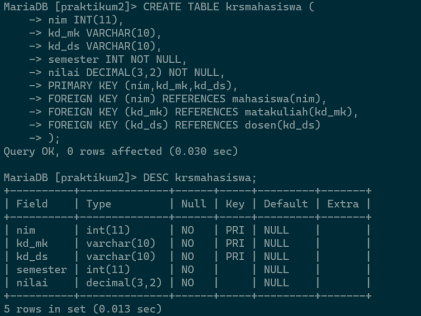 MariaDB [praktikum2]> CREATE TABLE krsmahasiswa (
    -> nim INT(11),
    -> kd_mk VARCHAR(10),
    -> kd_ds VARCHAR(10),
    -> semester INT NOT NULL,
    -> nilai DECIMAL(3,2) NOT NULL,
    -> PRIMARY KEY (nim,kd_mk,kd_ds),
    -> FOREIGN KEY (nim) REFERENCES mahasiswa(nim),
    -> FOREIGN KEY (kd_mk) REFERENCES matakuliah(kd_mk),
    -> FOREIGN KEY (kd_ds) REFERENCES dosen(kd_ds)
    -> );
Query OK, 0 rows affected (0.030 sec)
MariaDB [praktikum2]> DESC krsmahasiswa;
+----------+--------------+------+-----+---------+-------+
| Field    | Type         | Null | Key | Default | Extra |
+----------+--------------+------+-----+---------+-------+
| nim      | int(11)      | NO   | PRI | NULL    |       |
| kd_mk    | varchar(10)  | NO   | PRI | NULL    |       |
| kd_ds    | varchar(10)  | NO   | PRI | NULL    |       |
| semester | int(11)      | NO   |     | NULL    |       |
| nilai    | decimal(3,2) | NO   |     | NULL    |       |
+----------+--------------+------+-----+---------+-------+
5 rows in set (0.013 sec)